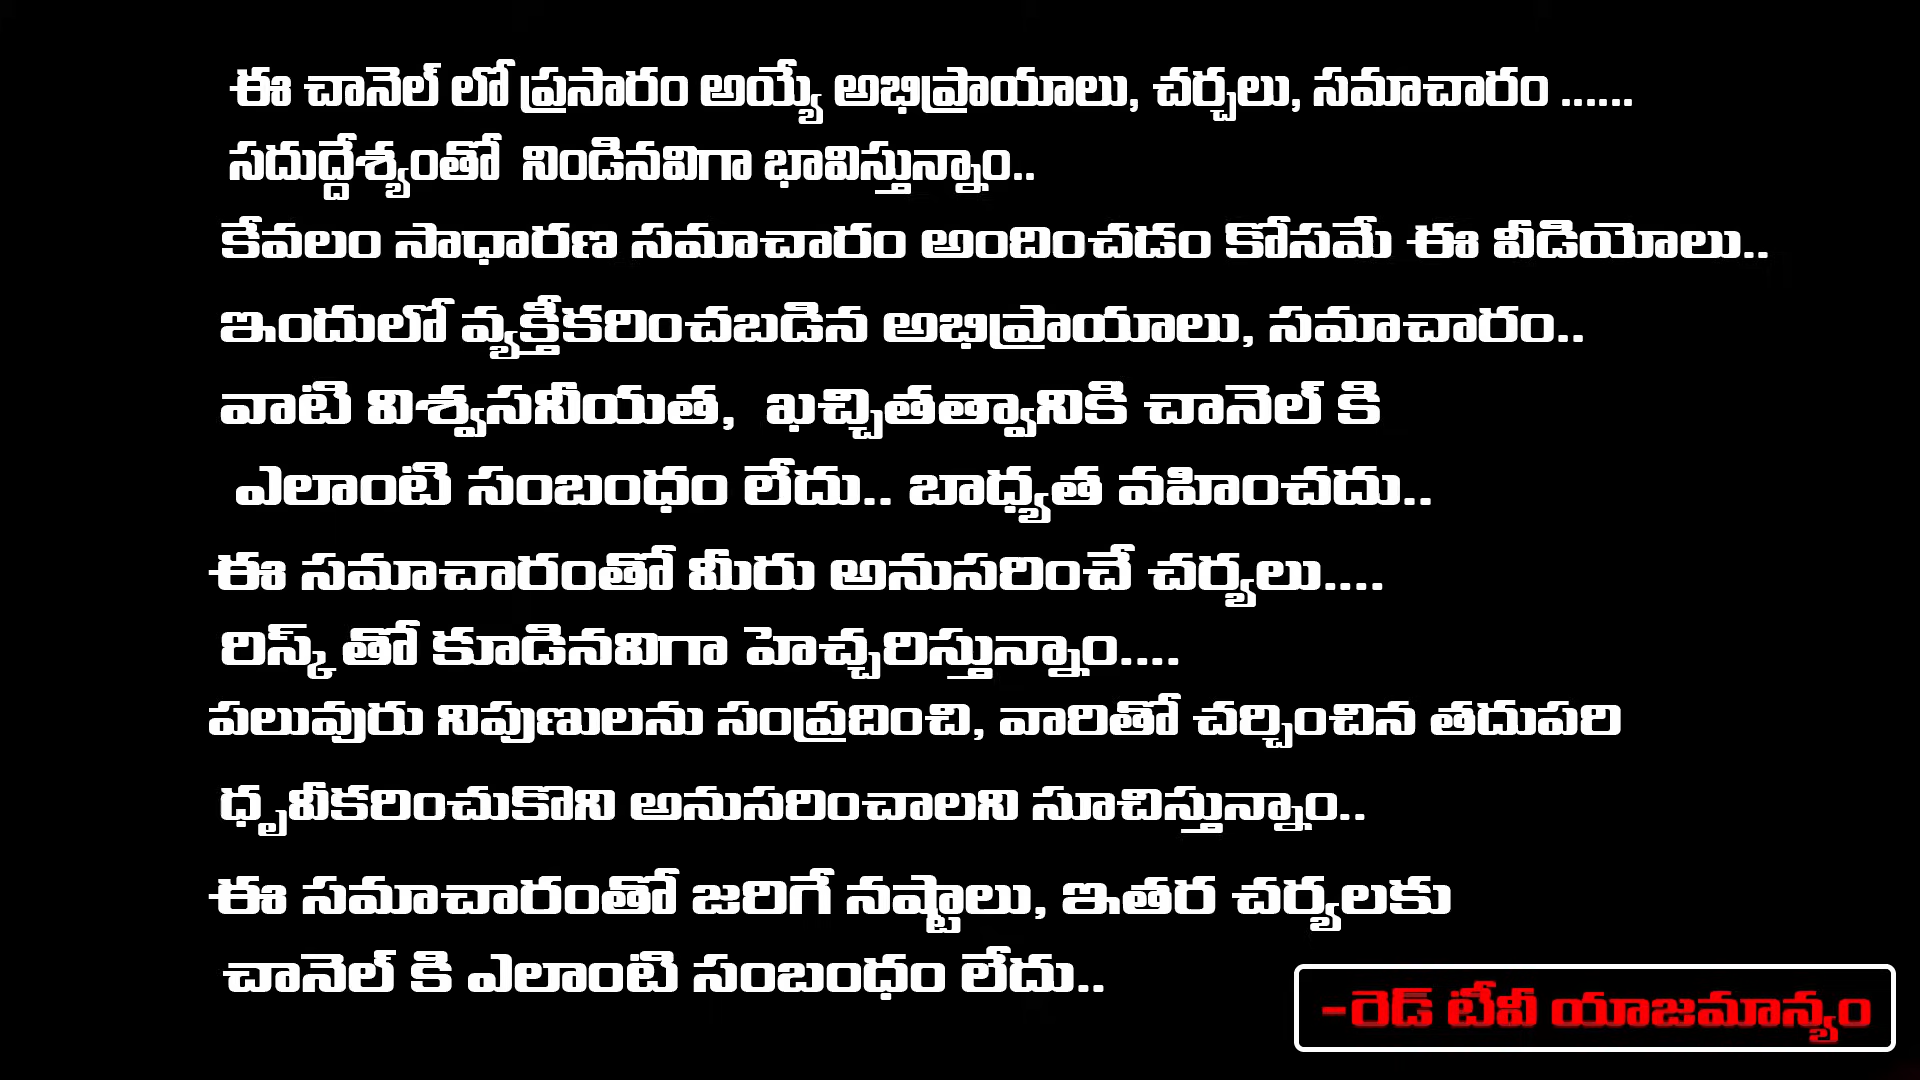 ఈ చానెల్ లో ప్రసారం అయ్యే అభిప్రాయాలు, చర్చలు, సమాచారం ......
సదుద్దేశ్యంతో నిండినవిగా భావిస్తున్నాం..
కేవలం సాధారణ సమాచారం అందించడం కోసమే ఈ వీడియోలు..
ఇందులో వ్యక్తీకరించబడిన అభిప్రాయాలు, సమాచారం..
వాటి విశ్వసనీయత, ఖచ్చితత్వానికి చానెల్ కి
ఎలాంటి సంబంధం లేదు.. బాధ్యత వహించదు..
ఈ సమాచారంతో మీరు అనుసరించే చర్యలు....
రిస్క్ తో కూడినవిగా హెచ్చరిస్తున్నాం....
పలువురు నిపుణులను సంప్రదించి, వారితో చర్చించిన తదుపరి
ధృవీకరించుకొని అనుసరించాలని సూచిస్తున్నాం..
ఈ సమాచారంతో జరిగే నష్టాలు, ఇతర చర్యలకు
చానెల్ కి ఎలాంటి సంబంధం లేదు..
-రెడ్ టీవీ యాజమాన్యం